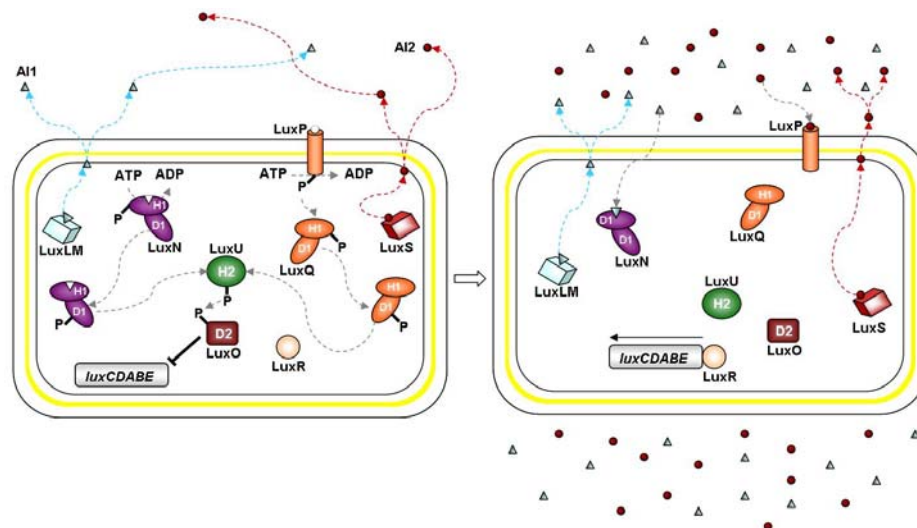 AI1
AI2
LuxP
ATP
ADP
ATP
ADP
P
P
H1
D1
LuxN
LuxLM
LuxU
H2
P
H1
D1
P
LuxQ
LuxS
H1
D1
P
H1
D1
P
P
D2
LuxO
LuxR
luxCDABE
LuxP
D1
D1
LuxN
H1
D1
LuxQ
LuxLM
LuxU
H2
D2
LuxO
LuxS
luxCDABE
LuxR